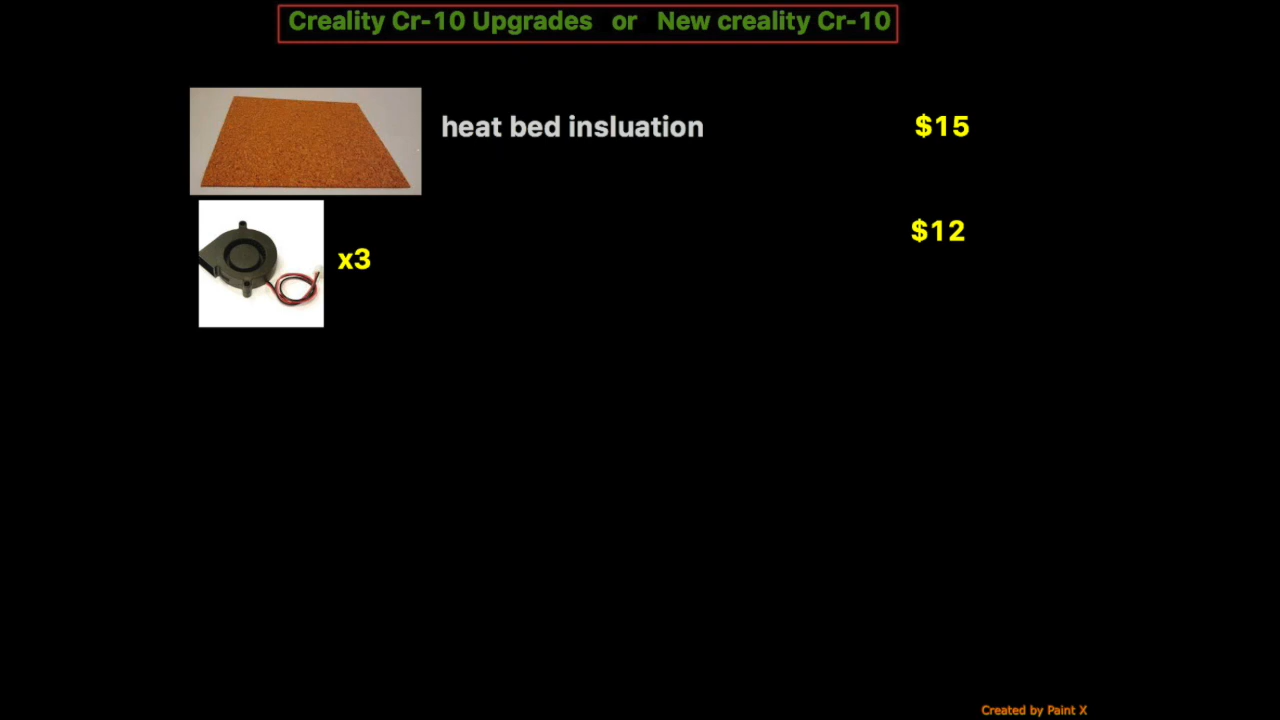 Creality Cr-10 Upgrades or New creality Cr-10
heat bed insluation $15
$12
x3
Created by Paint X